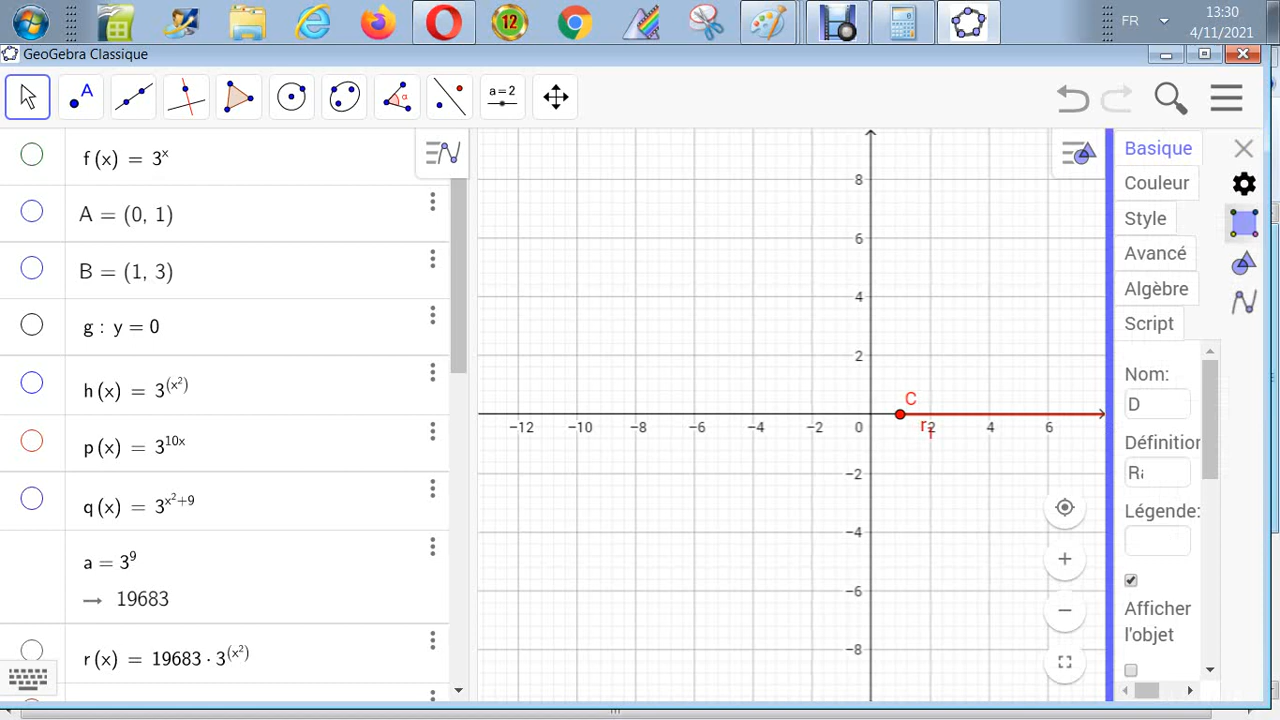 FR
13:30
4/11/2021
12
GeoGebra Classique
A
α
a = 2
f (x) = 3^x
A = (0, 1)
B = (1, 3)
g : y = 0
h (x) = 3^(x²)
p (x) = 3^10x
q (x) = 3^x²+9
a = 3^9
→ 19683
r (x) = 19683 · 3^(x²)
8
6
4
2
C
−12 −10 −8 −6 −4 −2 0 2 4 6
r_f
−2
−4
−6
−8
Basique
Couleur
Style
Avancé
Algèbre
Script
Nom:
D
Définition
Légende:
Afficher
l'objet